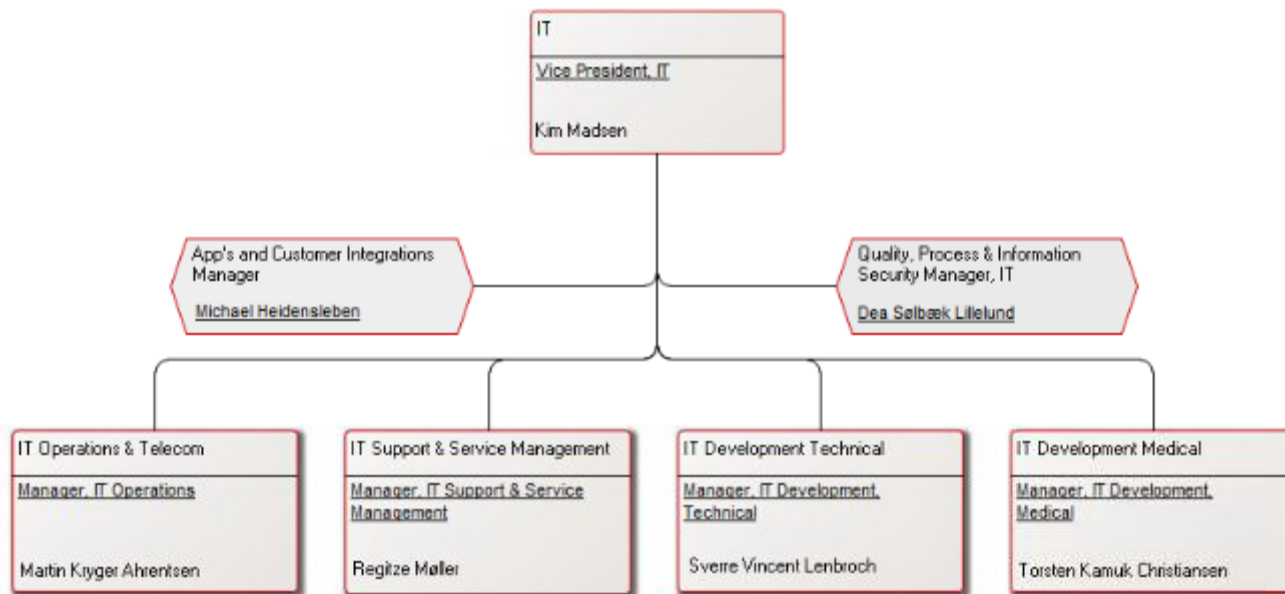 IT
Vice President, IT
Kim Madsen
App's and Customer Integrations
Manager
Michael Heidensleben
Quality, Process & Information
Security Manager, IT
Dea Sølbæk Lillelund
IT Operations & Telecom
Manager, IT Operations
Martin Kryger Ahrentsen
IT Support & Service Management
Manager, IT Support & Service
Management
Regitze Møller
IT Development Technical
Manager, IT Development,
Technical
Sverre Vincent Lenbroch
IT Development Medical
Manager, IT Development,
Medical
Torsten Kamuk Christiansen